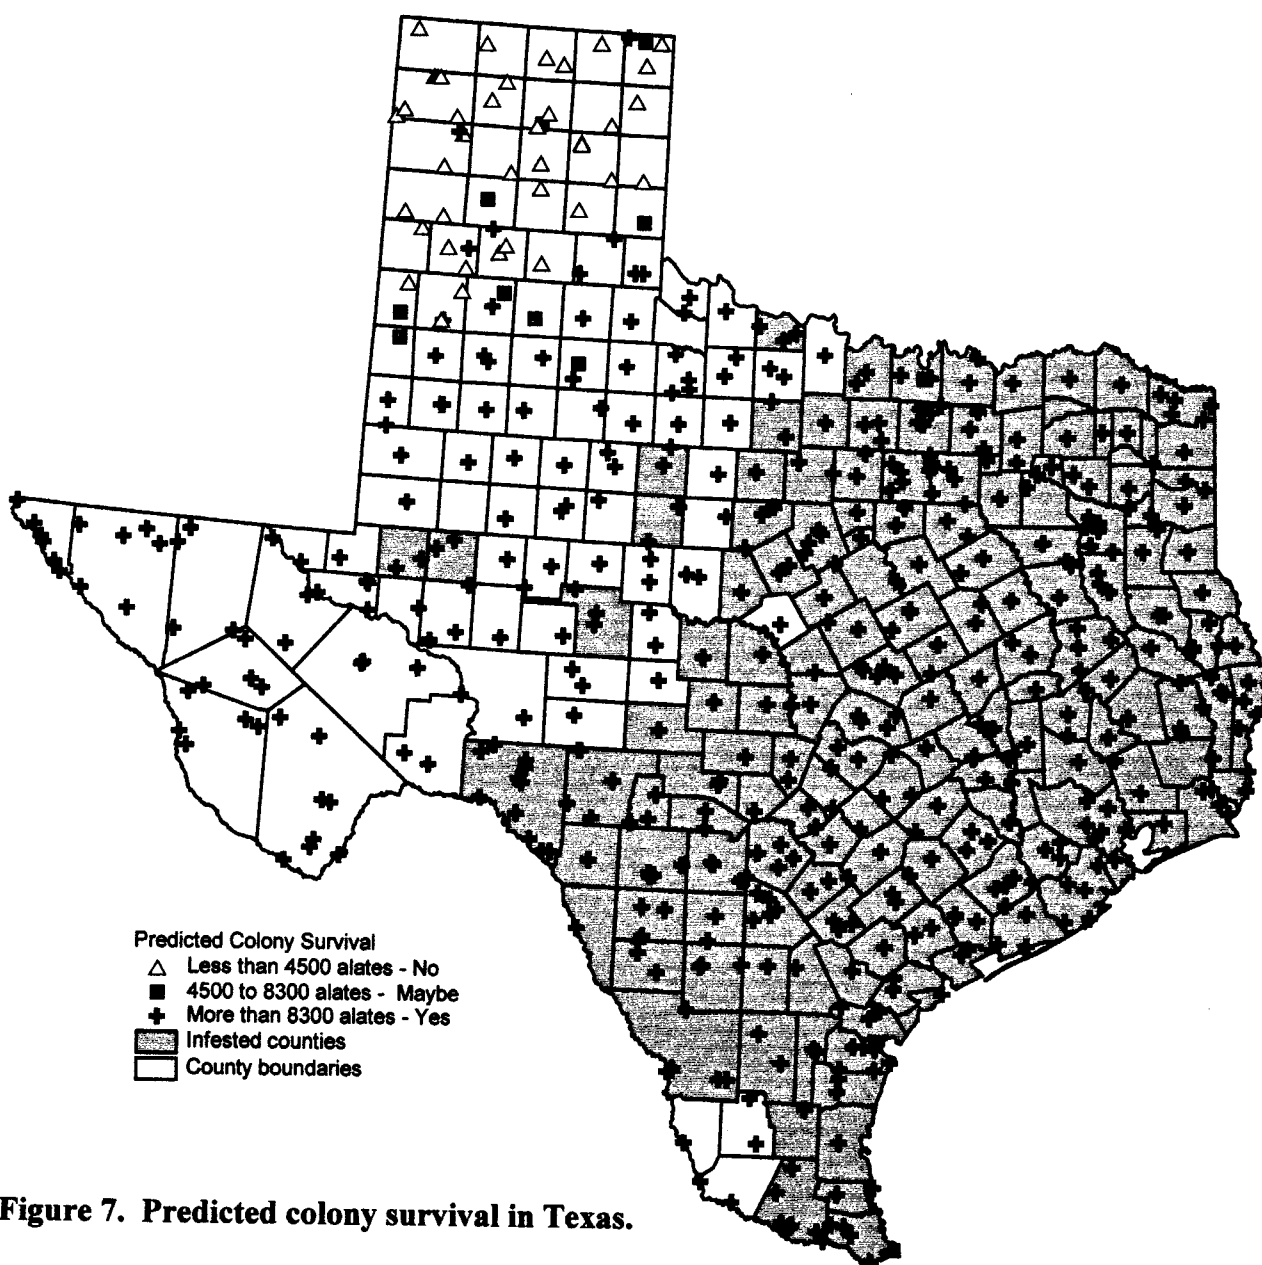 Predicted Colony Survival
Less than 4500 alates - No
4500 to 8300 alates - Maybe
More than 8300 alates - Yes
Infested counties
County boundaries
Figure 7. Predicted colony survival in Texas.